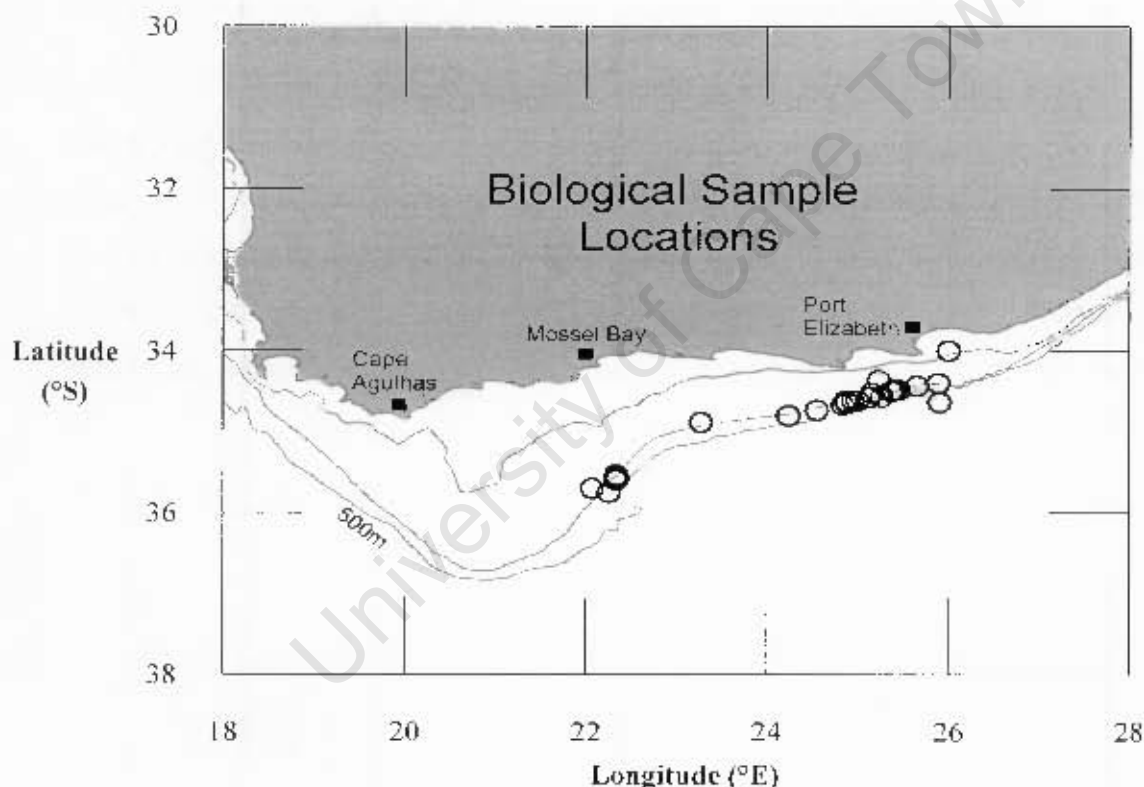 30
32
34
36
38
Latitude
(°S)
Biological Sample
Locations
Port
Elizabeth
Mossel Bay
Cape
Agulhas
500m
University of Cape Town
18
20
22
24
26
28
Longitude (°E)